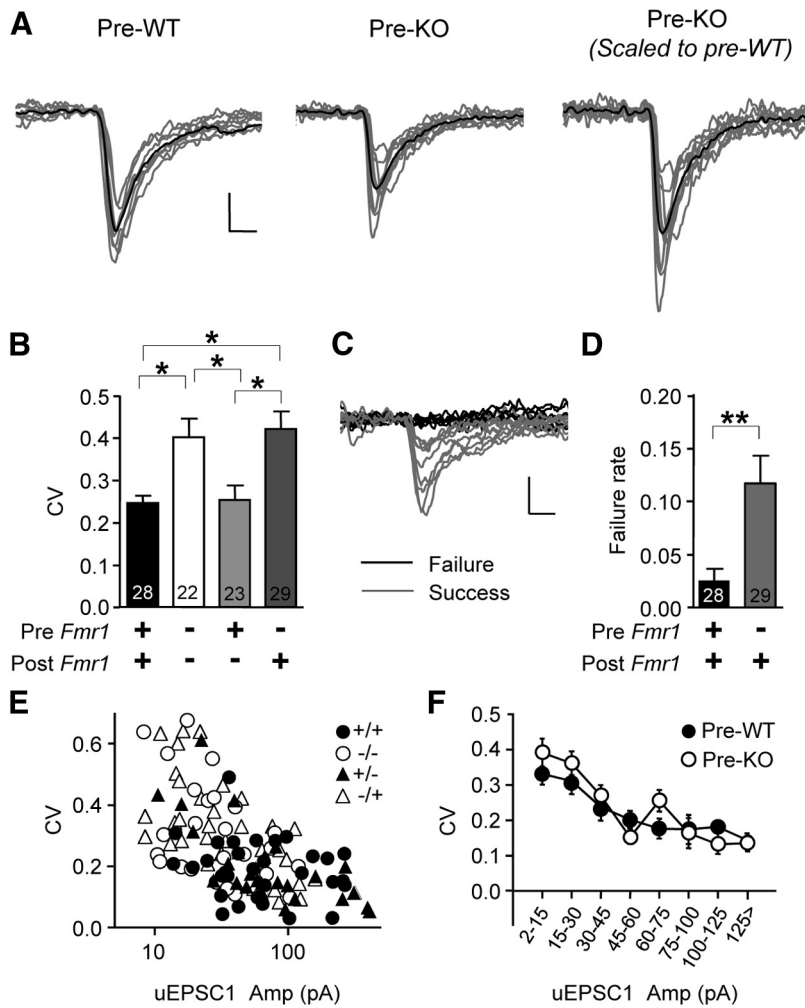 A
Pre-WT
Pre-KO
Pre-KO
(Scaled to pre-WT)
B
*
* * *
0.5
0.4
0.3
0.2
0.1
0.0
CV
28 22 23 29
Pre Fmr1 + - + -
Post Fmr1 + - - +
C
Failure
Success
D
**
0.20
0.15
0.10
0.05
0.00
Failure rate
28 29
Pre Fmr1 + -
Post Fmr1 + +
E
0.6
0.4
0.2
0.0
CV
+/+
-/-
+/-
-/+
10 100
uEPSC1 Amp (pA)
F
0.5
0.4
0.3
0.2
0.1
0.0
CV
Pre-WT
Pre-KO
2-15 15-30 30-45 45-60 60-75 75-100 100-125 125>
uEPSC1 Amp (pA)